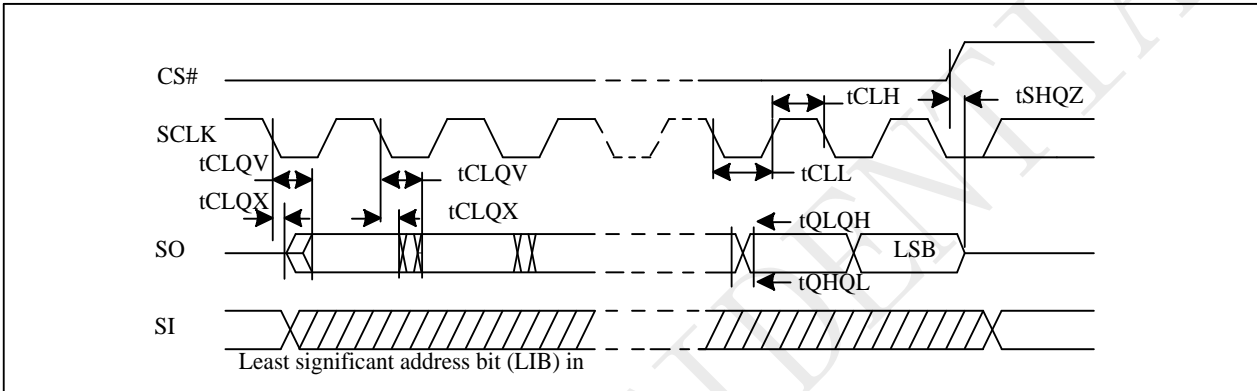 CS#
tCLH
tSHQZ
SCLK
tCLQV
tCLQV
tCLL
tCLQX
tCLQX
tQLQH
SO
LSB
tQHQL
SI
Least significant address bit (LIB) in